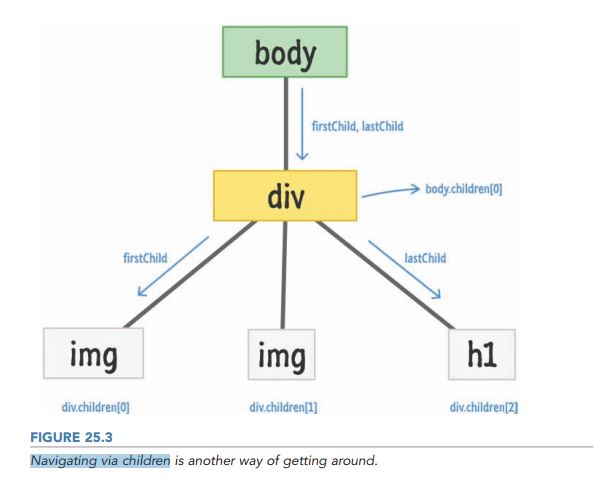 body
firstChild, lastChild
div
body.children[0]
firstChild
lastChild
img
img
h1
div.children[0]
div.children[1]
div.children[2]
FIGURE 25.3
Navigating via children is another way of getting around.